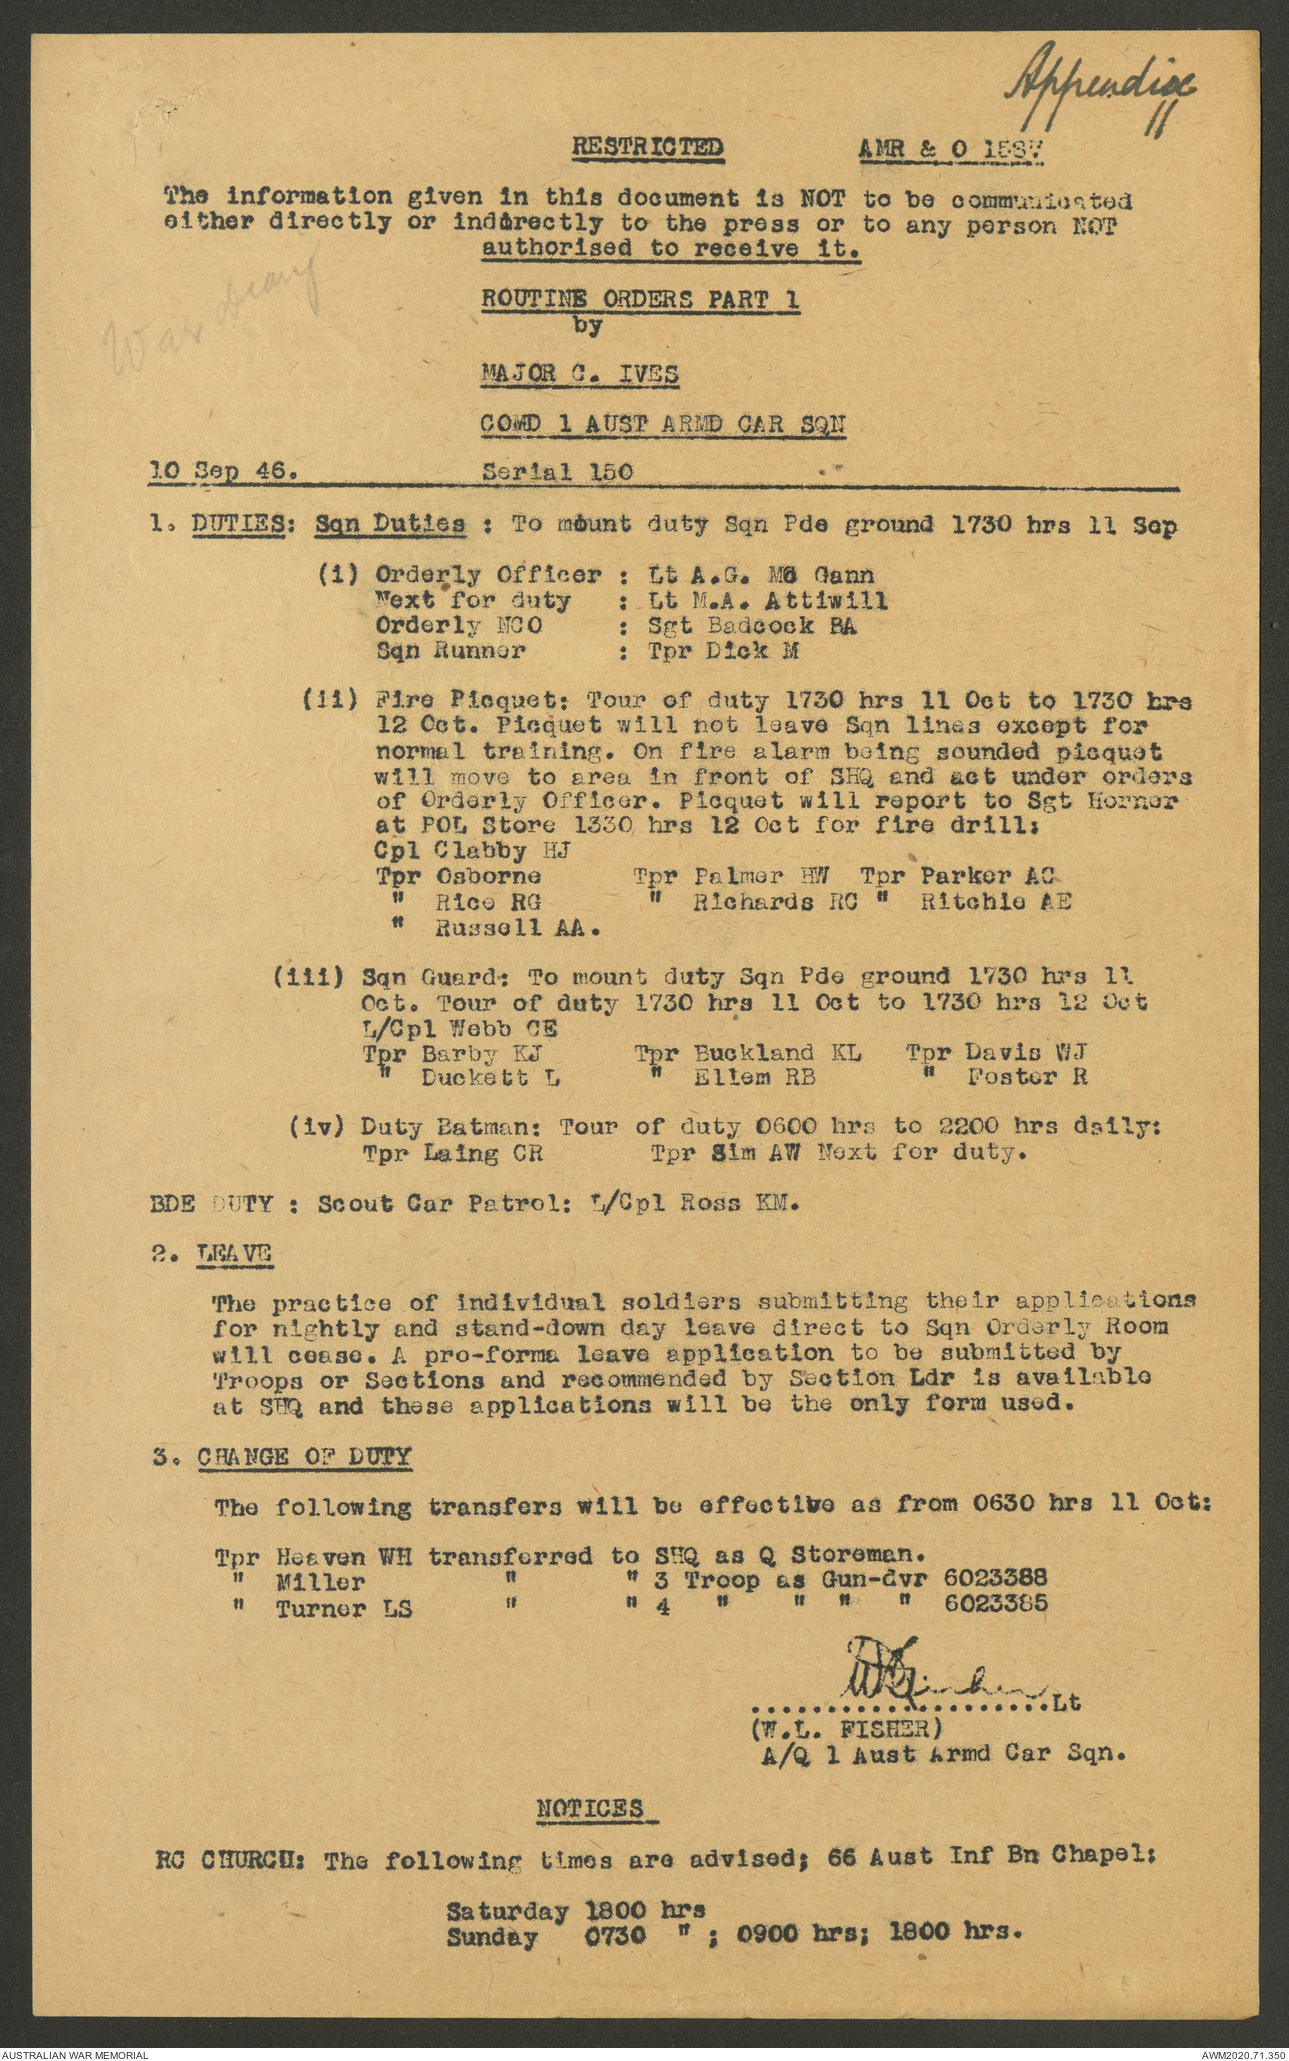 Appendix
11
RESTRICTED AMR & O 1587
The information given in this document is NOT to be communicated
either directly or indirectly to the press or to any person NOT
authorised to receive it.
War Diary
ROUTINE ORDERS PART 1
by
MAJOR C. IVES
COMD 1 AUST ARMD CAR SQN
10 Sep 46. Serial 150
1. DUTIES: Sqn Duties : To mount duty Sqn Pde ground 1730 hrs 11 Sep
(i) Orderly Officer : Lt A.G. Mc Gann
Next for duty : Lt M.A. Attiwill
Orderly NCO : Sgt Badcock BA
Sqn Runner : Tpr Dick M
(ii) Fire Picquet: Tour of duty 1730 hrs 11 Oct to 1730 hrs
12 Oct. Picquet will not leave Sqn lines except for
normal training. On fire alarm being sounded picquet
will move to area in front of SHQ and act under orders
of Orderly Officer. Picquet will report to Sgt Horner
at POL Store 1330 hrs 12 Oct for fire drill;
Cpl Clabby HJ
Tpr Osborne Tpr Palmer HW Tpr Parker AC
" Rice RG " Richards RC " Ritchie AE
" Russell AA.
(iii) Sqn Guard: To mount duty Sqn Pde ground 1730 hrs 11
Oct. Tour of duty 1730 hrs 11 Oct to 1730 hrs 12 Oct
L/Cpl Webb CE
Tpr Barby KJ Tpr Buckland KL Tpr Davis WJ
" Duckett L " Ellem RB " Foster R
(iv) Duty Batman: Tour of duty 0600 hrs to 2200 hrs daily:
Tpr Laing CR Tpr Sim AW Next for duty.
BDE DUTY : Scout Car Patrol: L/Cpl Ross KM.
2. LEAVE
The practice of individual soldiers submitting their applications
for nightly and stand-down day leave direct to Sqn Orderly Room
will cease. A pro-forma leave application to be submitted by
Troops or Sections and recommended by Section Ldr is available
at SHQ and these applications will be the only form used.
3. CHANGE OF DUTY
The following transfers will be effective as from 0630 hrs 11 Oct:
Tpr Heaven WH transferred to SHQ as Q Storeman.
" Miller " " 3 Troop as Gun-dvr 6023388
" Turner LS " " 4 " " " " 6023385
....................Lt
(W.L. FISHER)
A/Q 1 Aust Armd Car Sqn.
NOTICES
RC CHURCH: The following times are advised; 66 Aust Inf Bn Chapel;
Saturday 1800 hrs
Sunday 0730 " ; 0900 hrs; 1800 hrs.
AUSTRALIAN WAR MEMORIAL AWM2020.71.350